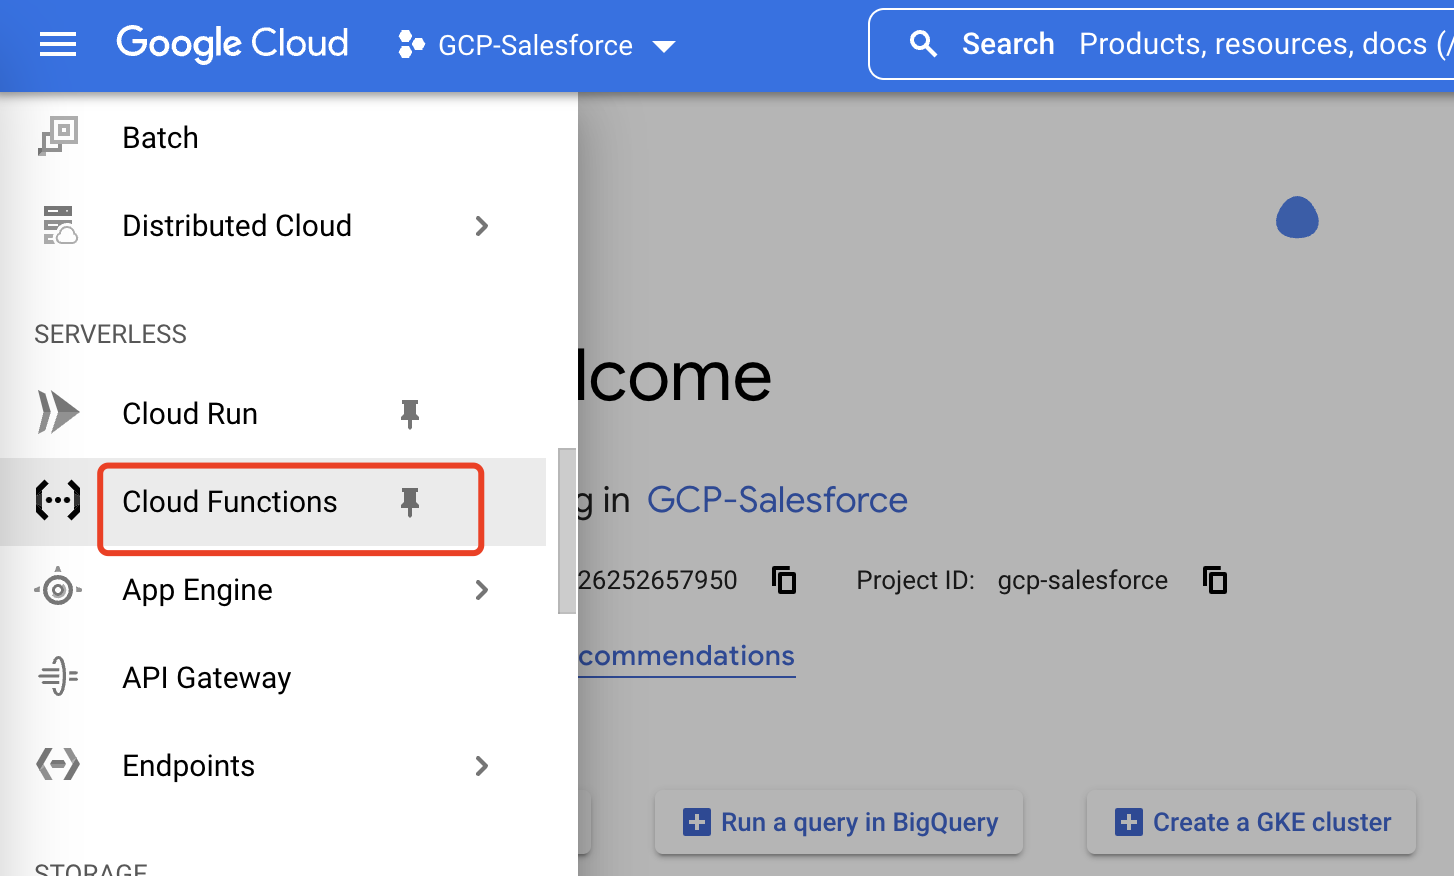 Google Cloud
GCP-Salesforce
Search Products, resources, docs (/
Batch
Distributed Cloud
SERVERLESS
Cloud Run
Cloud Functions
App Engine
API Gateway
Endpoints
STORAGE
lcome
g in GCP-Salesforce
26252657950
Project ID: gcp-salesforce
commendations
Run a query in BigQuery
Create a GKE cluster